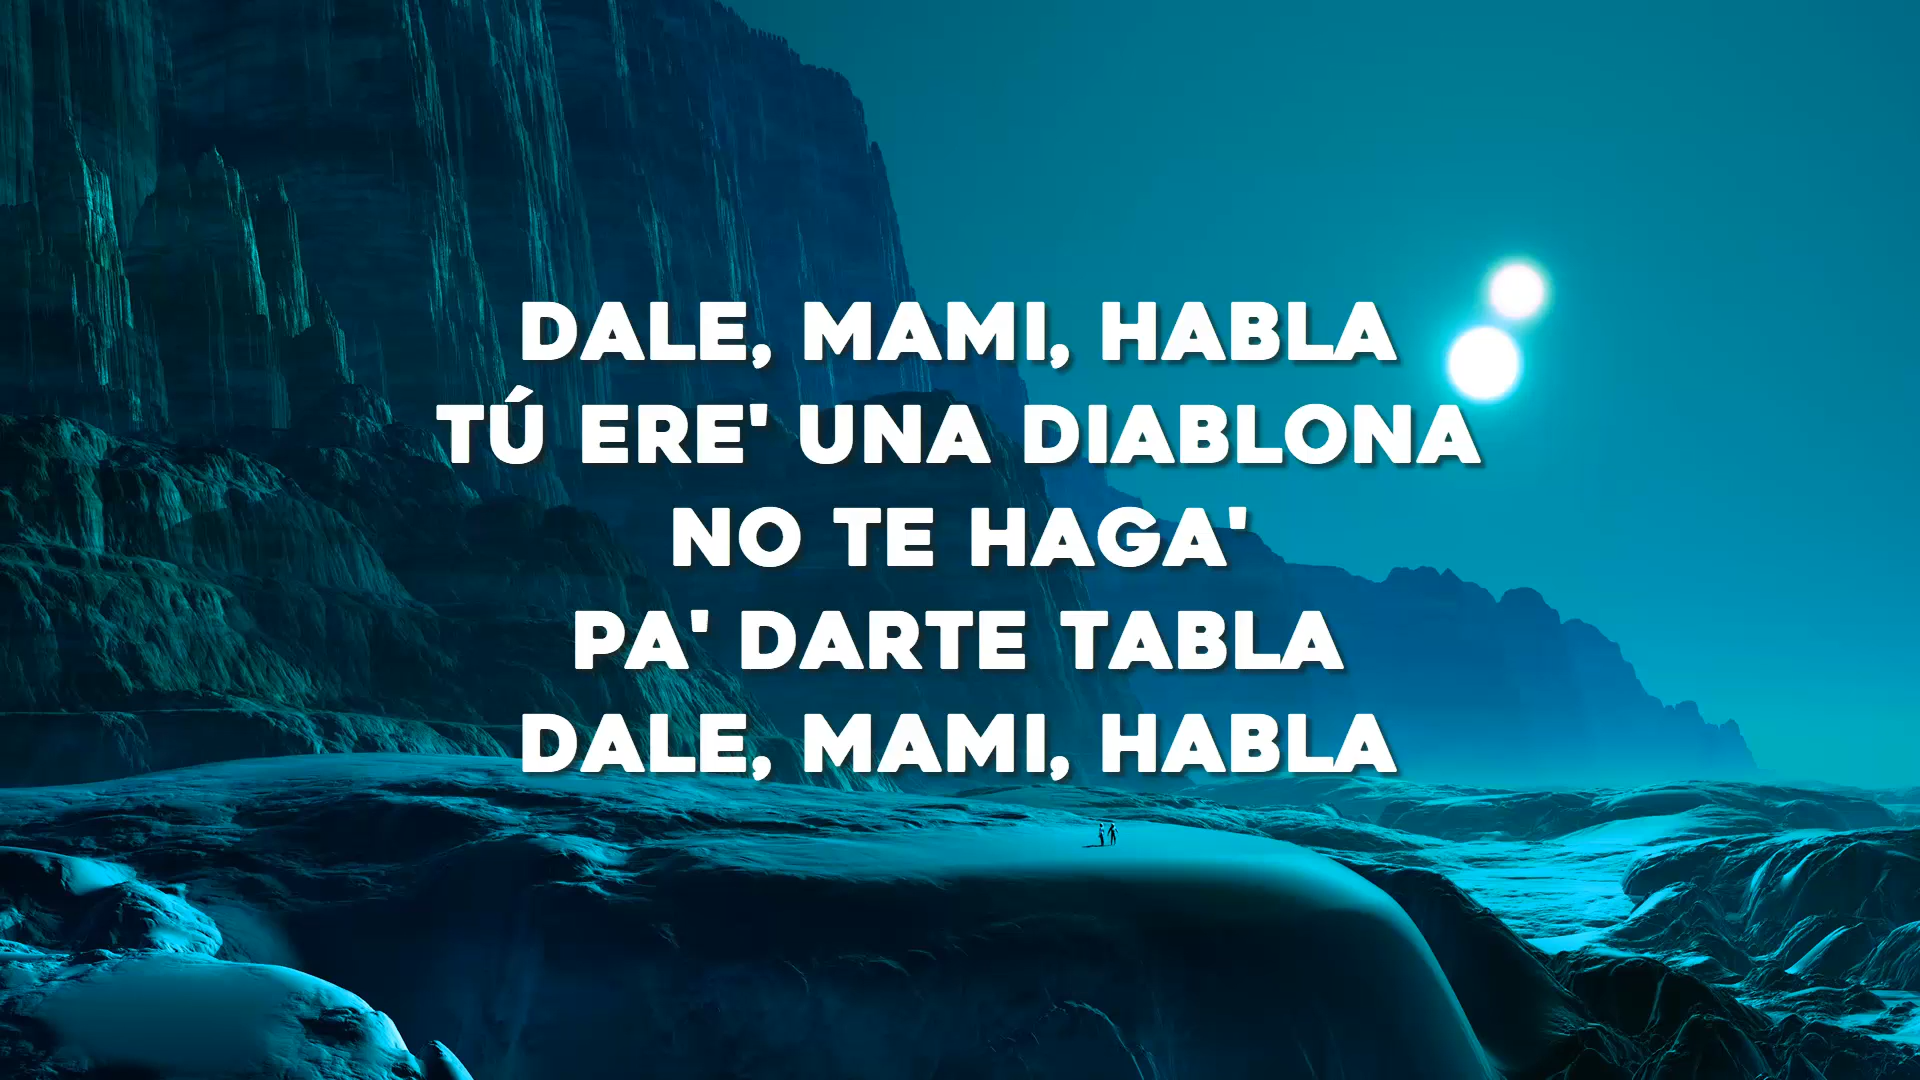 DALE, MAMI, HABLA
TÚ ERE' UNA DIABLONA
NO TE HAGA'
PA' DARTE TABLA
DALE, MAMI, HABLA